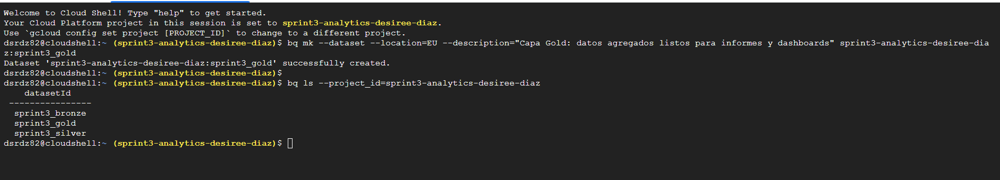 Welcome to Cloud Shell! Type "help" to get started.
Your Cloud Platform project in this session is set to sprint3-analytics-desiree-diaz.
Use `gcloud config set project [PROJECT_ID]` to change to a different project.
dsrdz82@cloudshell:~ (sprint3-analytics-desiree-diaz)$ bq mk --dataset --location=EU --description="Capa Gold: datos agregados listos para informes y dashboards" sprint3-analytics-desiree-dia
z:sprint3_gold
Dataset 'sprint3-analytics-desiree-diaz:sprint3_gold' successfully created.
dsrdz82@cloudshell:~ (sprint3-analytics-desiree-diaz)$
dsrdz82@cloudshell:~ (sprint3-analytics-desiree-diaz)$ bq ls --project_id=sprint3-analytics-desiree-diaz
datasetId
----------------
sprint3_bronze
sprint3_gold
sprint3_silver
dsrdz82@cloudshell:~ (sprint3-analytics-desiree-diaz)$